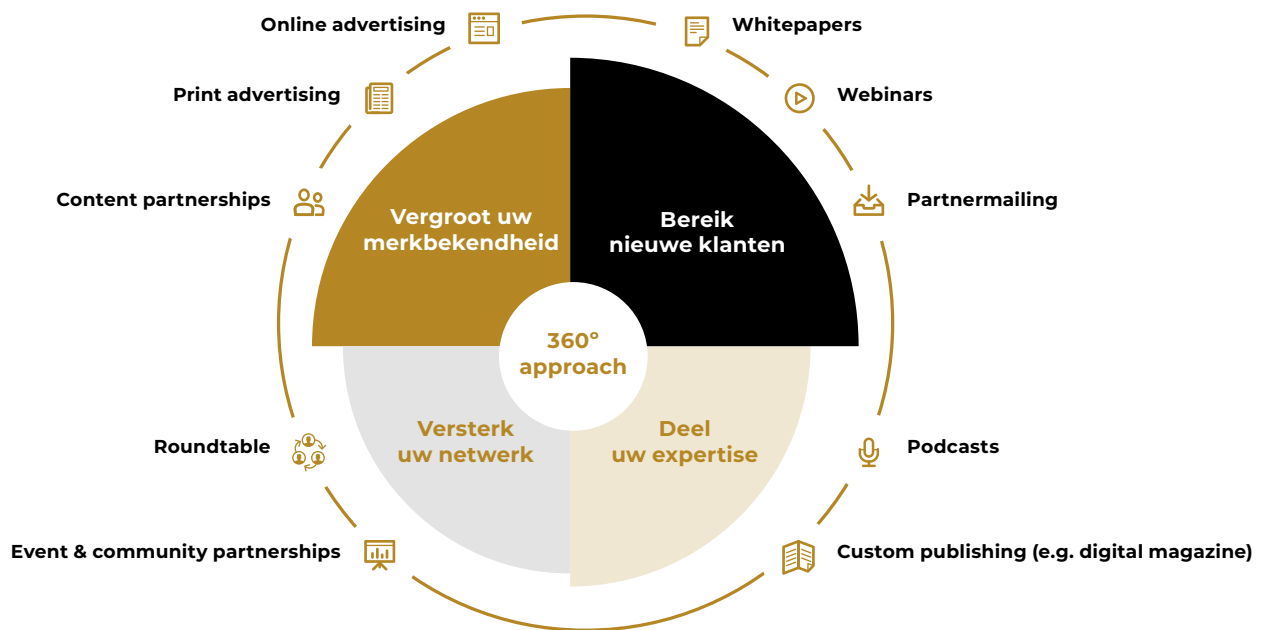 Online advertising
Whitepapers
Print advertising
Webinars
Content partnerships
Partnermailing
Vergroot uw
merkbekendheid
Bereik
nieuwe klanten
360º
approach
Versterk
uw netwerk
Deel
uw expertise
Roundtable
Podcasts
Event & community partnerships
Custom publishing (e.g. digital magazine)